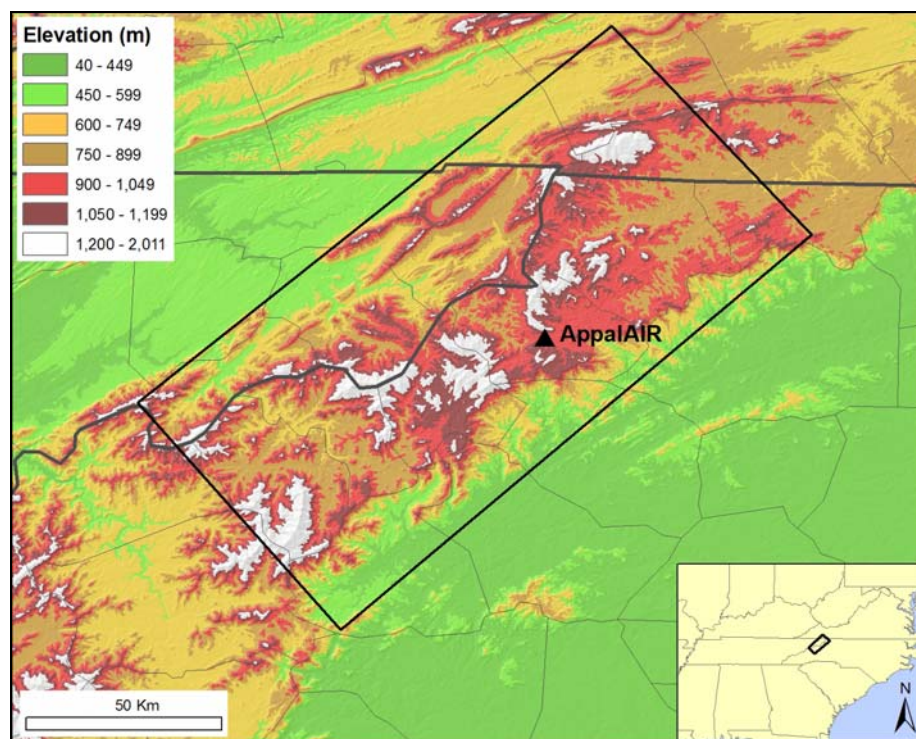 Elevation (m)
40 - 449
450 - 599
600 - 749
750 - 899
900 - 1,049
1,050 - 1,199
1,200 - 2,011
AppalAIR
50 Km
N